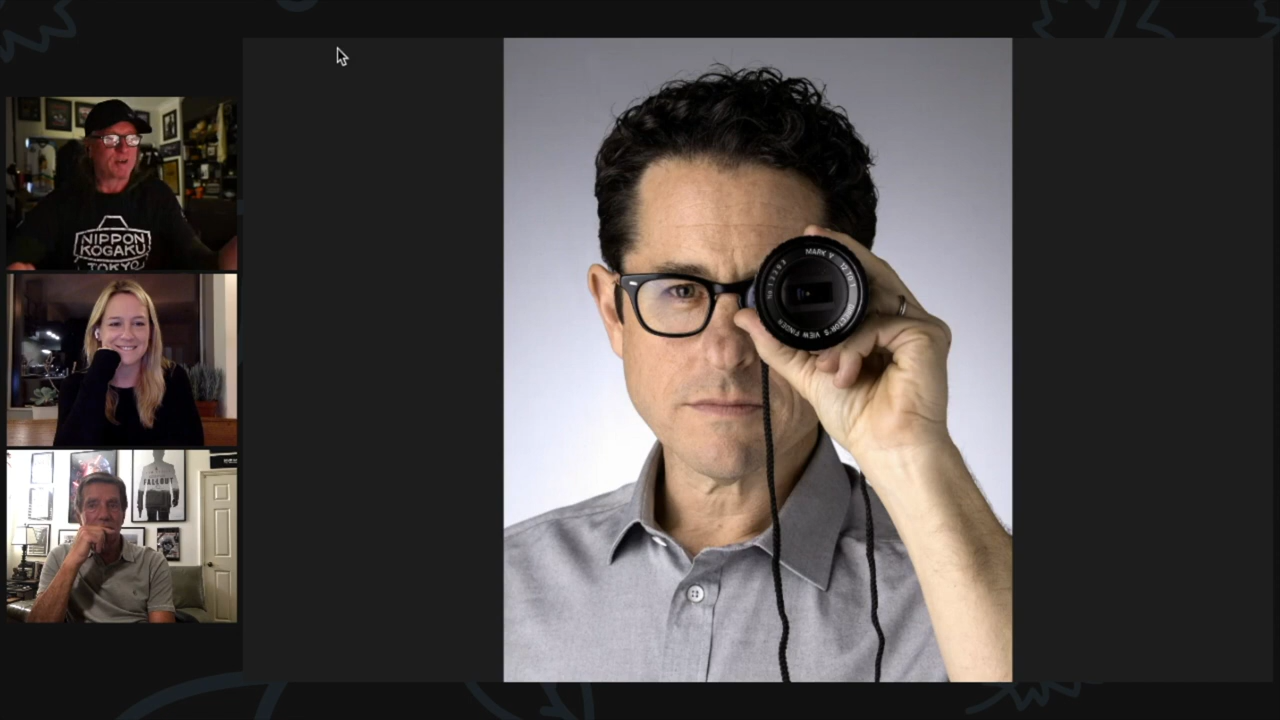 NIPPON
KOGAKU
TOKYO
FALLOUT
MARK V
DIRECTOR'S VIEW FINDER